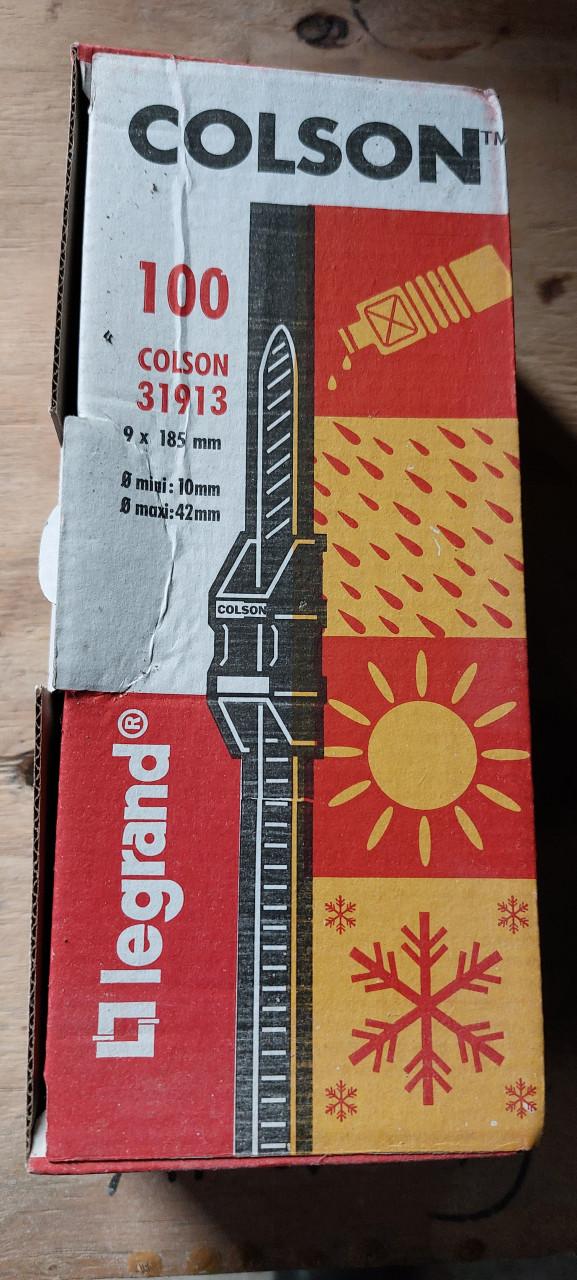 COLSON™
100
COLSON
31913
9 x 185 mm
Ø mini: 10mm
Ø maxi:42mm
COLSON
legrand®